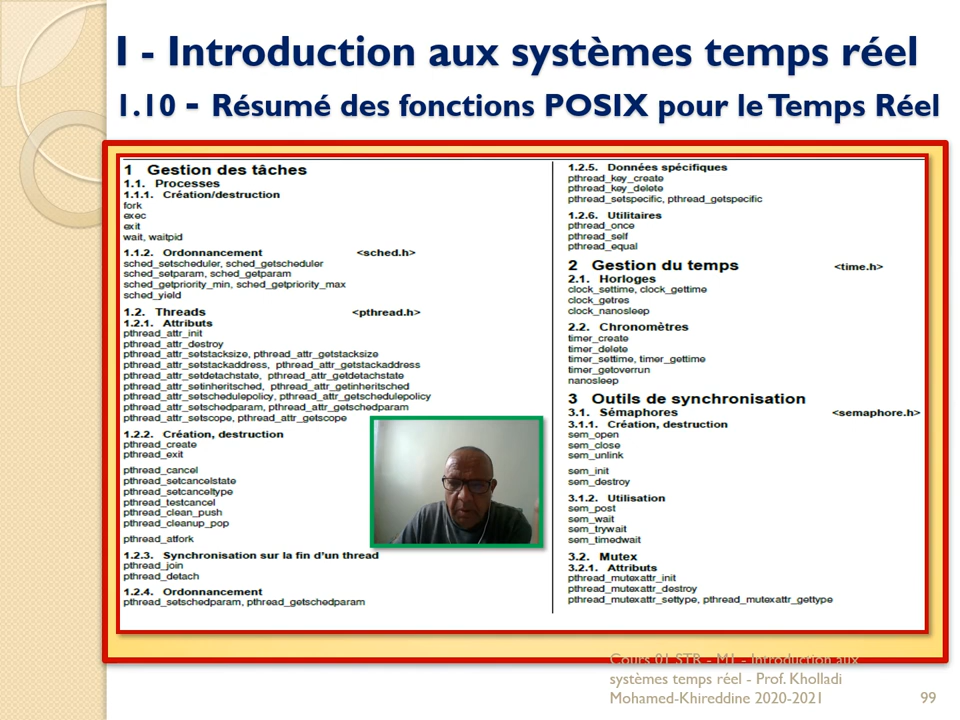 I - Introduction aux systèmes temps réel
1.10 - Résumé des fonctions POSIX pour le Temps Réel
1 Gestion des tâches
1.1. Processes
1.1.1. Création/destruction
fork
exec
exit
wait, waitpid
1.1.2. Ordonnancement <sched.h>
sched_setscheduler, sched_getscheduler
sched_setparam, sched_getparam
sched_getpriority_min, sched_getpriority_max
sched_yield
1.2. Threads <pthread.h>
1.2.1. Attributs
pthread_attr_init
pthread_attr_destroy
pthread_attr_setstacksize, pthread_attr_getstacksize
pthread_attr_setstackaddress, pthread_attr_getstackaddress
pthread_attr_setdetachstate, pthread_attr_getdetachstate
pthread_attr_setinheritsched, pthread_attr_getinheritsched
pthread_attr_setschedulepolicy, pthread_attr_getschedulepolicy
pthread_attr_setschedparam, pthread_attr_getschedparam
pthread_attr_setscope, pthread_attr_getscope
1.2.2. Création, destruction
pthread_create
pthread_exit
pthread_cancel
pthread_setcancelstate
pthread_setcanceltype
pthread_testcancel
pthread_clean_push
pthread_cleanup_pop
pthread_atfork
1.2.3. Synchronisation sur la fin d'un thread
pthread_join
pthread_detach
1.2.4. Ordonnancement
pthread_setschedparam, pthread_getschedparam
1.2.5. Données spécifiques
pthread_key_create
pthread_key_delete
pthread_setspecific, pthread_getspecific
1.2.6. Utilitaires
pthread_once
pthread_self
pthread_equal
2 Gestion du temps <time.h>
2.1. Horloges
clock_settime, clock_gettime
clock_getres
clock_nanosleep
2.2. Chronomètres
timer_create
timer_delete
timer_settime, timer_gettime
timer_getoverrun
nanosleep
3 Outils de synchronisation
3.1. Sémaphores <semaphore.h>
3.1.1. Création, destruction
sem_open
sem_close
sem_unlink
sem_init
sem_destroy
3.1.2. Utilisation
sem_post
sem_wait
sem_trywait
sem_timedwait
3.2. Mutex
3.2.1. Attributs
pthread_mutexattr_init
pthread_mutexattr_destroy
pthread_mutexattr_settype, pthread_mutexattr_gettype
Cours 01 STR - M1 - Introduction aux
systèmes temps réel - Prof. Kholladi
Mohamed-Khireddine 2020-2021
99